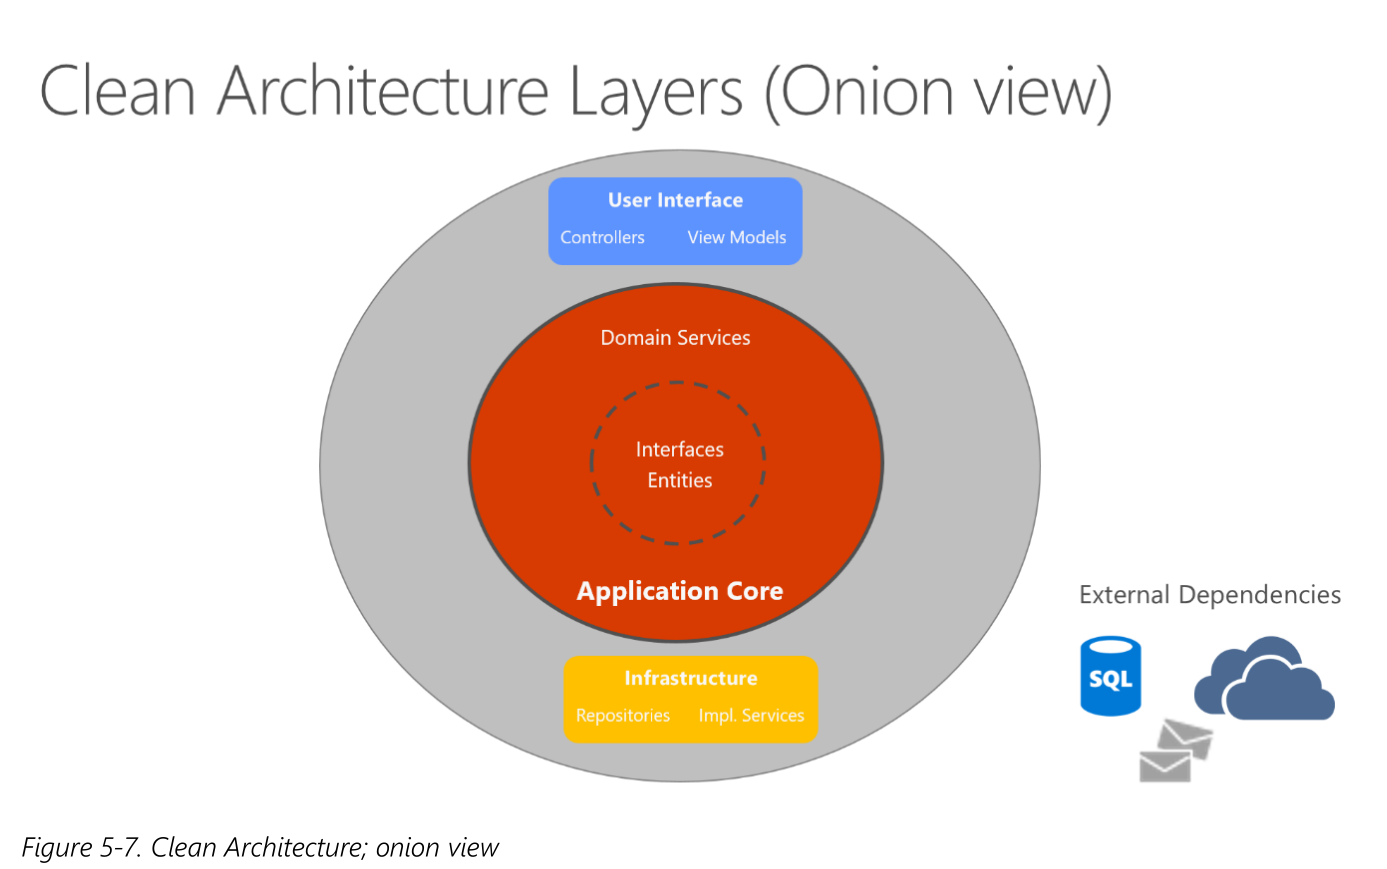 Clean Architecture Layers (Onion view)
User Interface
Controllers View Models
Domain Services
Interfaces
Entities
Application Core
Infrastructure
Repositories Impl. Services
External Dependencies
SQL
Figure 5-7. Clean Architecture; onion view